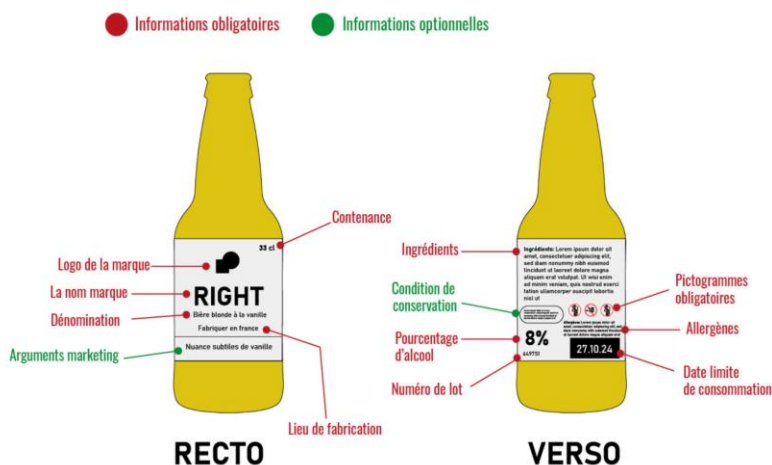 Informations obligatoires
Informations optionnelles
Contenance
33 cl
Logo de la marque
La nom marque
RIGHT
Dénomination
Bière blonde à la vanille
Fabriquer en france
Arguments marketing
Nuance subtiles de vanille
Lieu de fabrication
RECTO
Ingrédients
Ingrédients: Lorem ipsum dolor sit
amet, consectetuer adipiscing elit,
sed diam nonummy nibh euismod
tincidunt ut laoreet dolore magna
aliquam erat volutpat. Ut wisi enim
ad minim veniam, quis nostrud exerci
tation ullamcorper suscipit lobortis
nisl ut
Condition de
conservation
Pictogrammes
obligatoires
Allergènes
Pourcentage
d'alcool
8%
Numéro de lot
27.10.24
Date limite
de consommation
VERSO